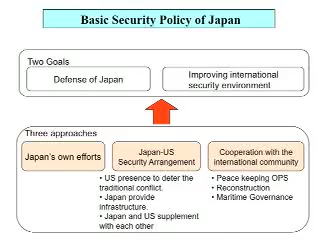 Basic Security Policy of Japan
Two Goals
Defense of Japan
Improving international
security environment
Three approaches
Japan's own efforts
Japan-US
Security Arrangement
Cooperation with the
international community
• US presence to deter the
traditional conflict.
• Japan provide
infrastructure.
• Japan and US supplement
with each other
• Peace keeping OPS
• Reconstruction
• Maritime Governance